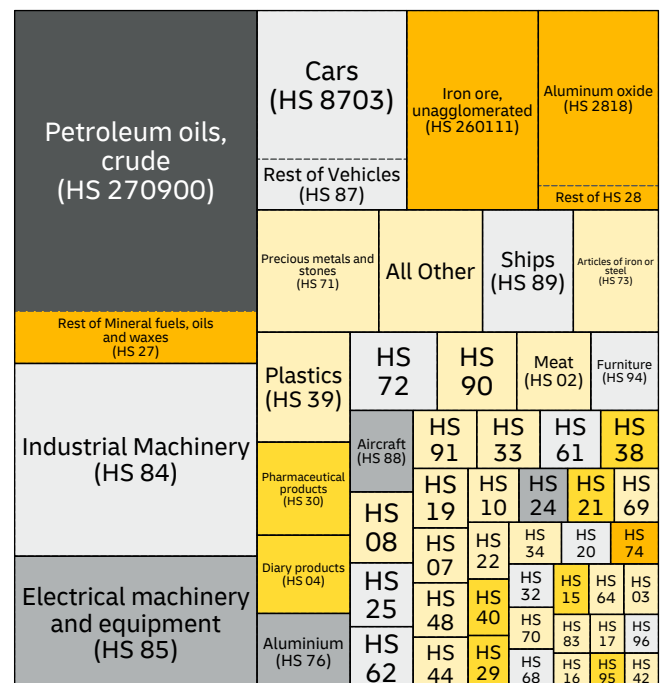 Petroleum oils,
crude
(HS 270900)
Rest of Mineral fuels, oils
and waxes
(HS 27)
Industrial Machinery
(HS 84)
Electrical machinery
and equipment
(HS 85)
Cars
(HS 8703)
Rest of Vehicles
(HS 87)
Iron ore,
unagglomerated
(HS 260111)
Aluminum oxide
(HS 2818)
Rest of HS 28
Precious metals and
stones
(HS 71)
All Other
Ships
(HS 89)
Articles of iron or
steel
(HS 73)
Plastics
(HS 39)
Pharmaceutical
products
(HS 30)
Diary products
(HS 04)
Aluminium
(HS 76)
HS
72
HS
90
Meat
(HS 02)
Furniture
(HS 94)
Aircraft
(HS 88)
HS
08
HS
25
HS
62
HS
91
HS
33
HS
61
HS
38
HS
19
HS
07
HS
48
HS
44
HS
10
HS
24
HS
21
HS
69
HS
22
HS
40
HS
29
HS
34
HS
20
HS
74
HS
32
HS
70
HS
68
HS
15
HS
64
HS
03
HS
83
HS
17
HS
96
HS
16
HS
95
HS
42